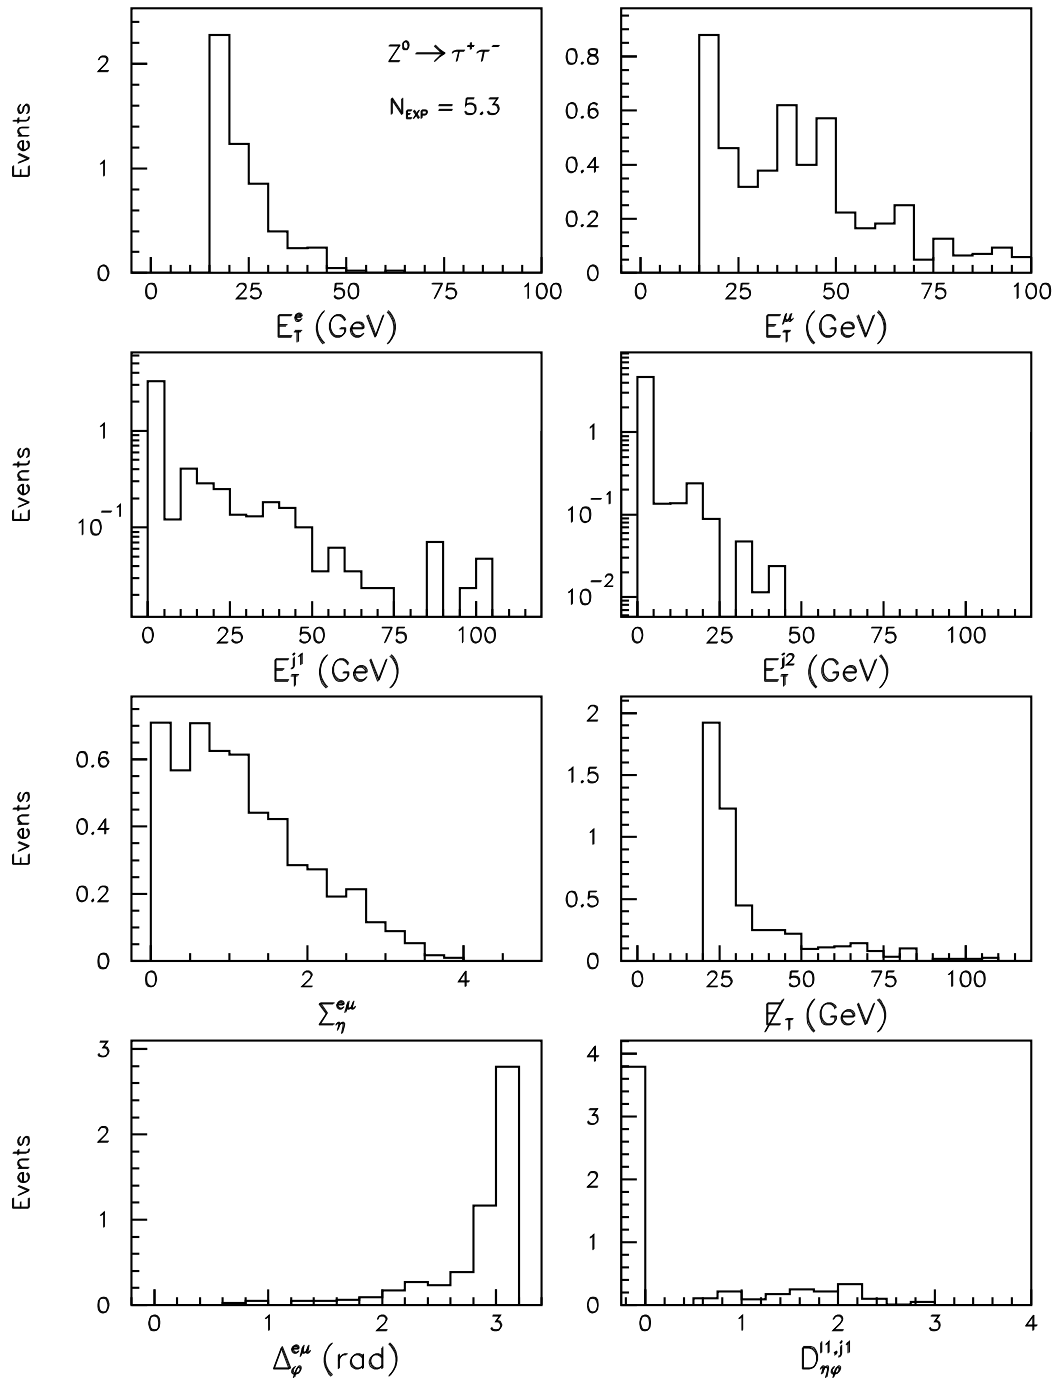 Z⁰ → τ⁺τ⁻
N_EXP = 5.3
Events
2
1
0
0 25 50 75 100
E_T^e (GeV)
0.8
0.6
0.4
0.2
0
0 25 50 75 100
E_T^μ (GeV)
Events
1
10⁻¹
0 25 50 75 100
E_T^j1 (GeV)
1
10⁻¹
10⁻²
0 25 50 75 100
E_T^j2 (GeV)
Events
0.6
0.4
0.2
0
0 2 4
Σ_η^eμ
2
1.5
1
0.5
0
0 25 50 75 100
E̸_T (GeV)
Events
3
2
1
0
0 1 2 3
Δ_φ^eμ (rad)
4
3
2
1
0
0 1 2 3 4
D_ηφ^l1,j1